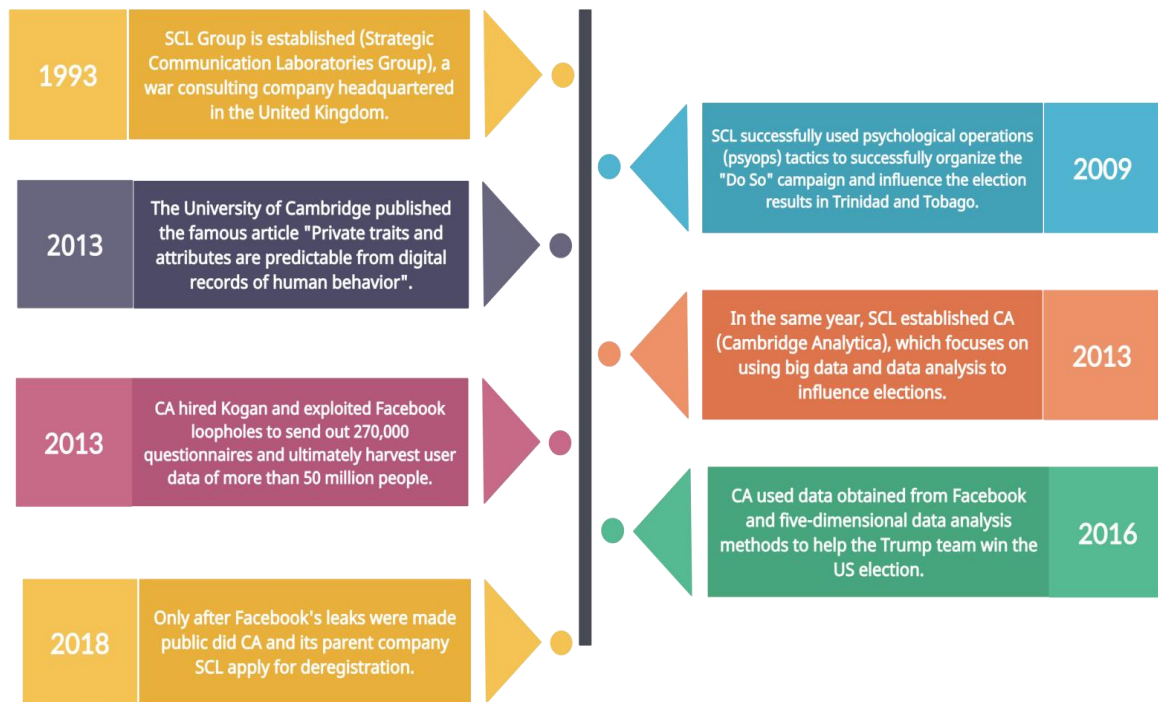 1993
SCL Group is established (Strategic
Communication Laboratories Group), a
war consulting company headquartered
in the United Kingdom.
SCL successfully used psychological operations
(psyops) tactics to successfully organize the
"Do So" campaign and influence the election
results in Trinidad and Tobago.
2009
2013
The University of Cambridge published
the famous article "Private traits and
attributes are predictable from digital
records of human behavior".
In the same year, SCL established CA
(Cambridge Analytica), which focuses on
using big data and data analysis to
influence elections.
2013
2013
CA hired Kogan and exploited Facebook
loopholes to send out 270,000
questionnaires and ultimately harvest user
data of more than 50 million people.
CA used data obtained from Facebook
and five-dimensional data analysis
methods to help the Trump team win the
US election.
2016
2018
Only after Facebook's leaks were made
public did CA and its parent company
SCL apply for deregistration.